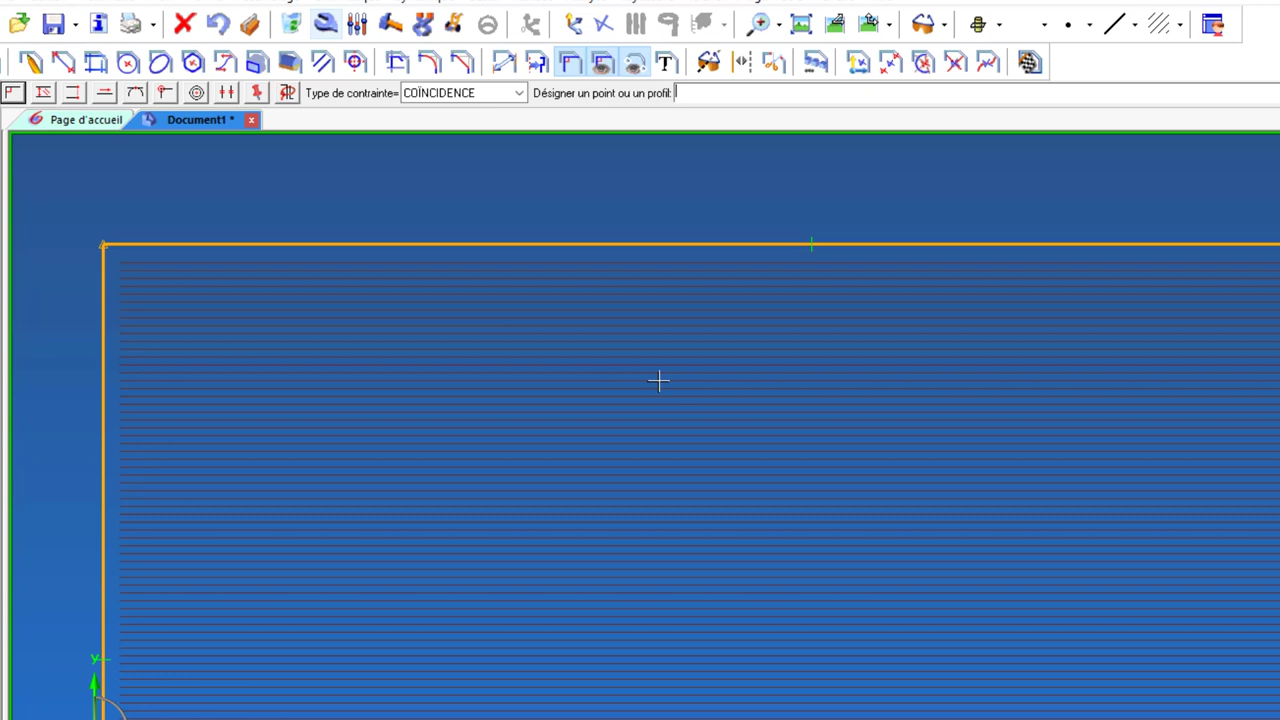 T
Type de contrainte= COÏNCIDENCE Désigner un point ou un profil:
Page d'accueil Document1 *
Y